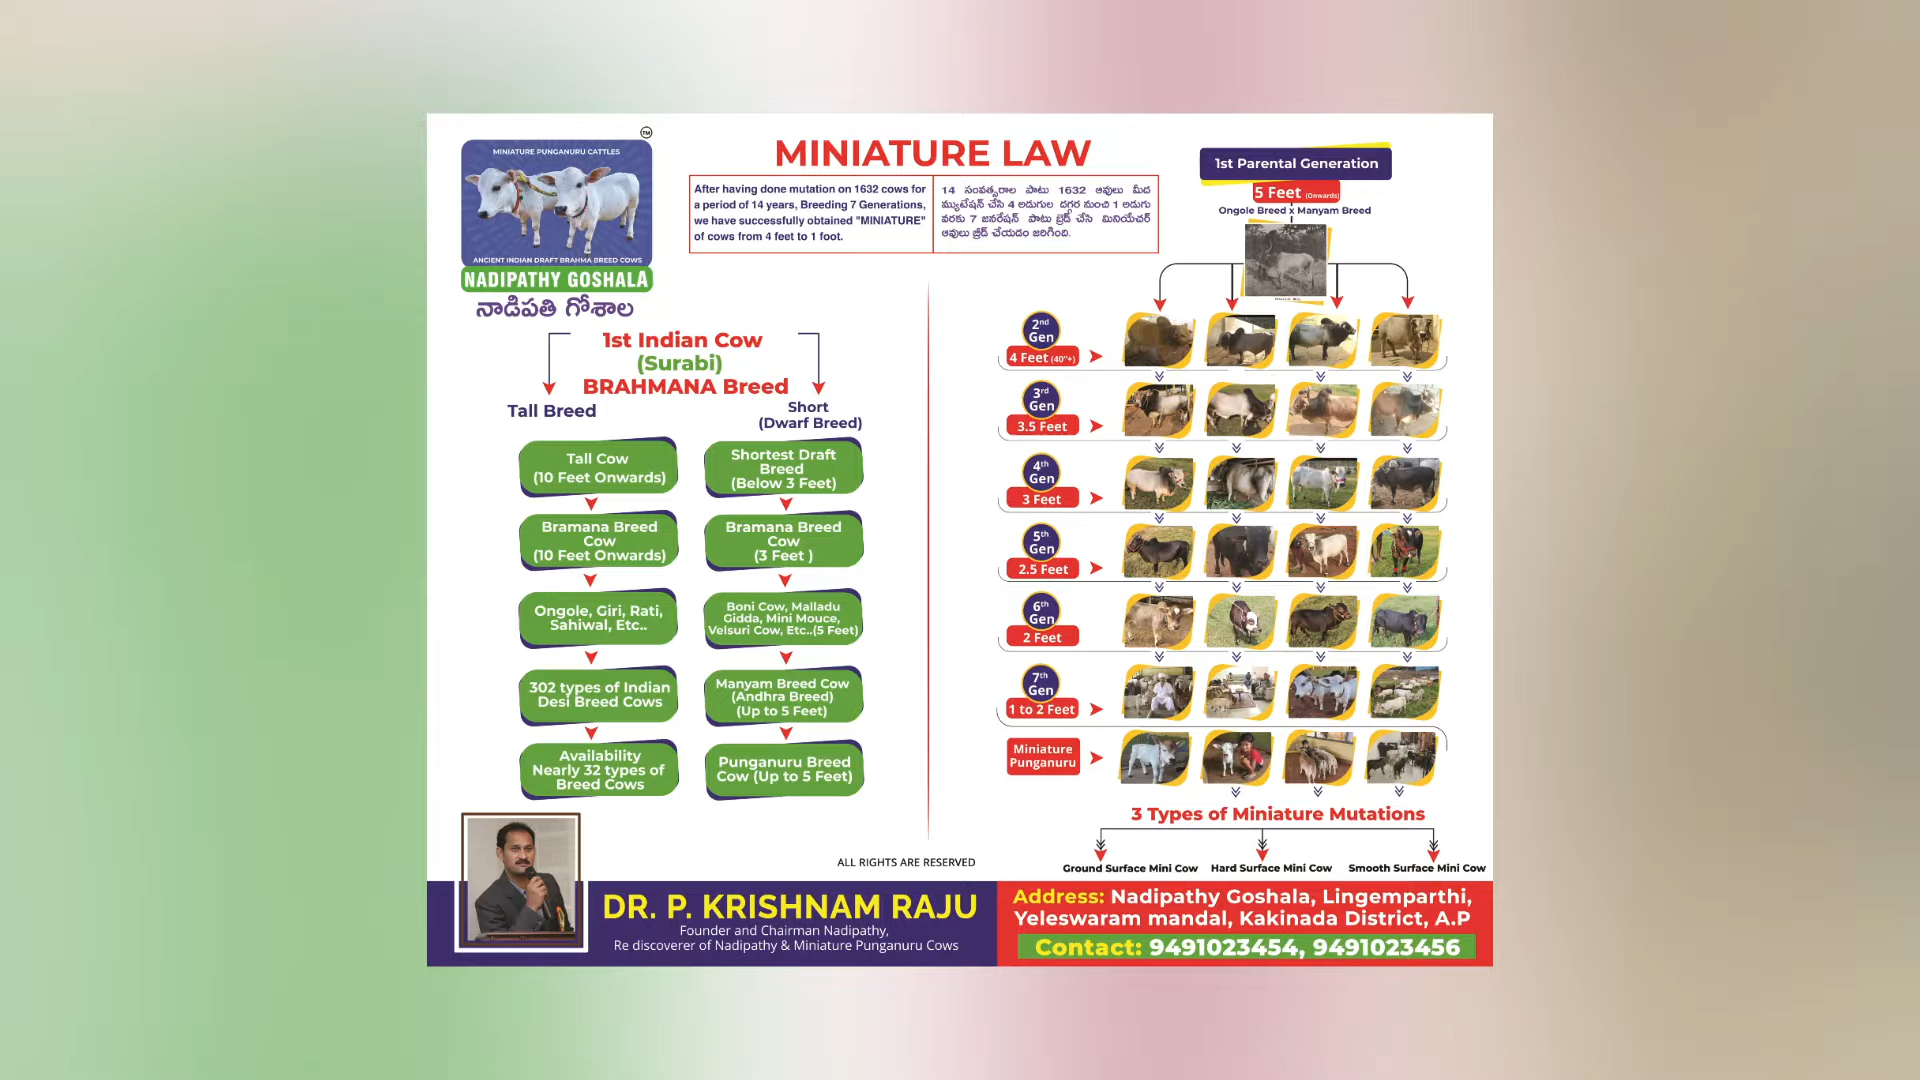 TM
MINIATURE PUNGANURU CATTLES
ANCIENT INDIAN DRAFT BRAHMA BREED COWS
NADIPATHY GOSHALA
నాడిపతి గోశాల
MINIATURE LAW
After having done mutation on 1632 cows for
a period of 14 years, Breeding 7 Generations,
we have successfully obtained "MINIATURE"
of cows from 4 feet to 1 foot.
14 సంవత్సరాల పాటు 1632 ఆవులు మీద
మ్యుటేషన్ చేసి 4 అడుగుల దగ్గర నుంచి 1 అడుగు
వరకు 7 జనరేషన్ పాటు బ్రీడ్ చేసి మినియేచర్
ఆవులు బ్రీడ్ చేయడం జరిగింది.
1st Indian Cow
(Surabi)
BRAHMANA Breed
Tall Breed
Short
(Dwarf Breed)
Tall Cow
(10 Feet Onwards)
Bramana Breed
Cow
(10 Feet Onwards)
Ongole, Giri, Rati,
Sahiwal, Etc..
302 types of Indian
Desi Breed Cows
Availability
Nearly 32 types of
Breed Cows
Shortest Draft
Breed
(Below 3 Feet)
Bramana Breed
Cow
(3 Feet )
Boni Cow, Malladu
Gidda, Mini Mouce,
Velsuri Cow, Etc..(5 Feet)
Manyam Breed Cow
(Andhra Breed)
(Up to 5 Feet)
Punganuru Breed
Cow (Up to 5 Feet)
1st Parental Generation
5 Feet (Onwards)
Ongole Breed x Manyam Breed
2nd
Gen
4 Feet (40"+)
3rd
Gen
3.5 Feet
4th
Gen
3 Feet
5th
Gen
2.5 Feet
6th
Gen
2 Feet
7th
Gen
1 to 2 Feet
Miniature
Punganuru
3 Types of Miniature Mutations
Ground Surface Mini Cow
Hard Surface Mini Cow
Smooth Surface Mini Cow
ALL RIGHTS ARE RESERVED
DR. P. KRISHNAM RAJU
Founder and Chairman Nadipathy,
Re discoverer of Nadipathy & Miniature Punganuru Cows
Address: Nadipathy Goshala, Lingemparthi,
Yeleswaram mandal, Kakinada District, A.P
Contact: 9491023454, 9491023456